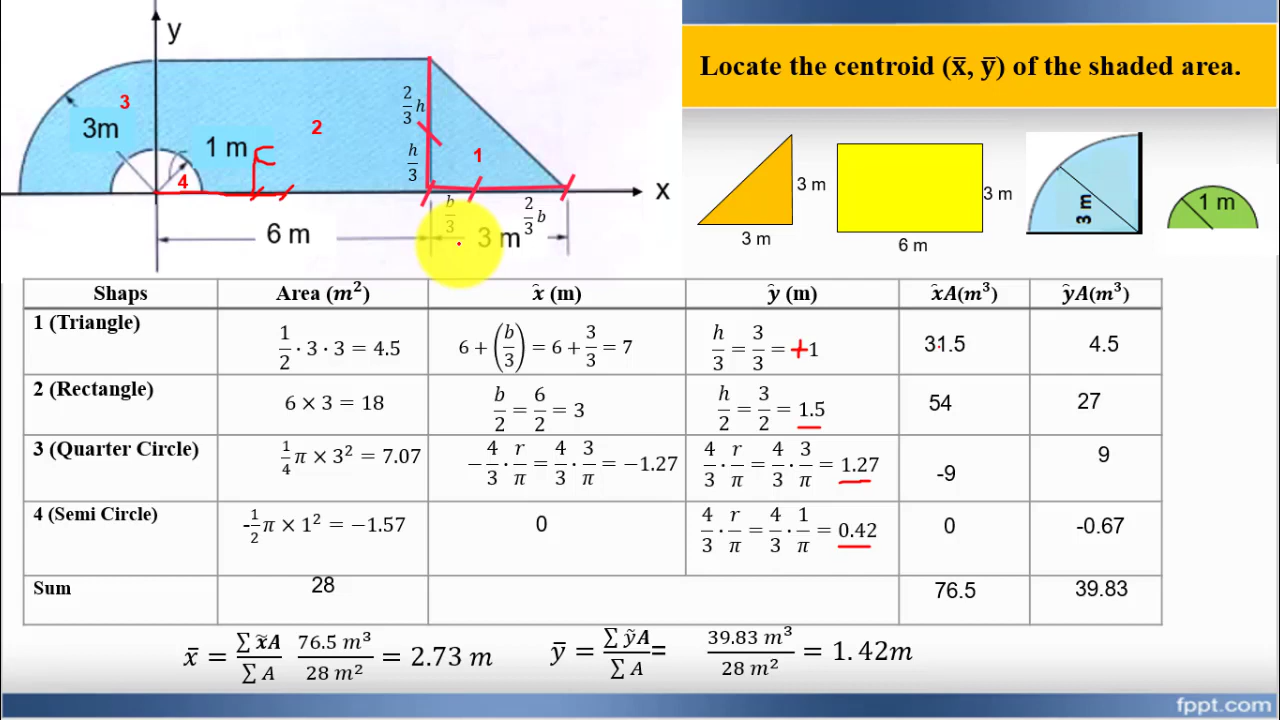 y
3
3m
1 m
4
2
2/3 h
h/3
1
x
b/3
2/3 b
6 m
3 m
Locate the centroid (x̄, ȳ) of the shaded area.
3 m
3 m
3 m
6 m
3 m
1 m
Shaps Area (m²) x̃ (m) ỹ (m) x̃A(m³) ỹA(m³)
1 (Triangle) 1/2 · 3 · 3 = 4.5 6 + (b/3) = 6 + 3/3 = 7 h/3 = 3/3 = +1 31.5 4.5
2 (Rectangle) 6 × 3 = 18 b/2 = 6/2 = 3 h/2 = 3/2 = 1.5 54 27
3 (Quarter Circle) 1/4 π × 3² = 7.07 −4/3 · r/π = 4/3 · 3/π = −1.27 4/3 · r/π = 4/3 · 3/π = 1.27 -9 9
4 (Semi Circle) -1/2 π × 1² = −1.57 0 4/3 · r/π = 4/3 · 1/π = 0.42 0 -0.67
Sum 28 76.5 39.83
x̄ = ∑ x̃A / ∑ A 76.5 m³ / 28 m² = 2.73 m ȳ = ∑ ỹA / ∑ A = 39.83 m³ / 28 m² = 1.42m
fppt.com